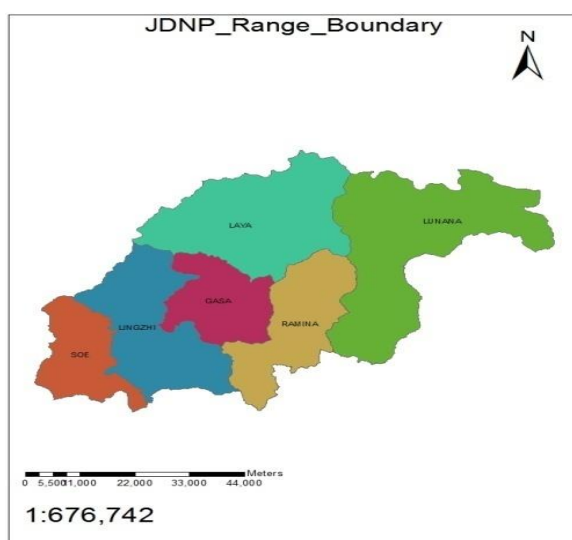 JDNP_Range_Boundary
N
LAYA
LUNANA
GASA
RAMINA
LINGZHI
SOE
Meters
0 5,500 11,000 22,000 33,000 44,000
1:676,742